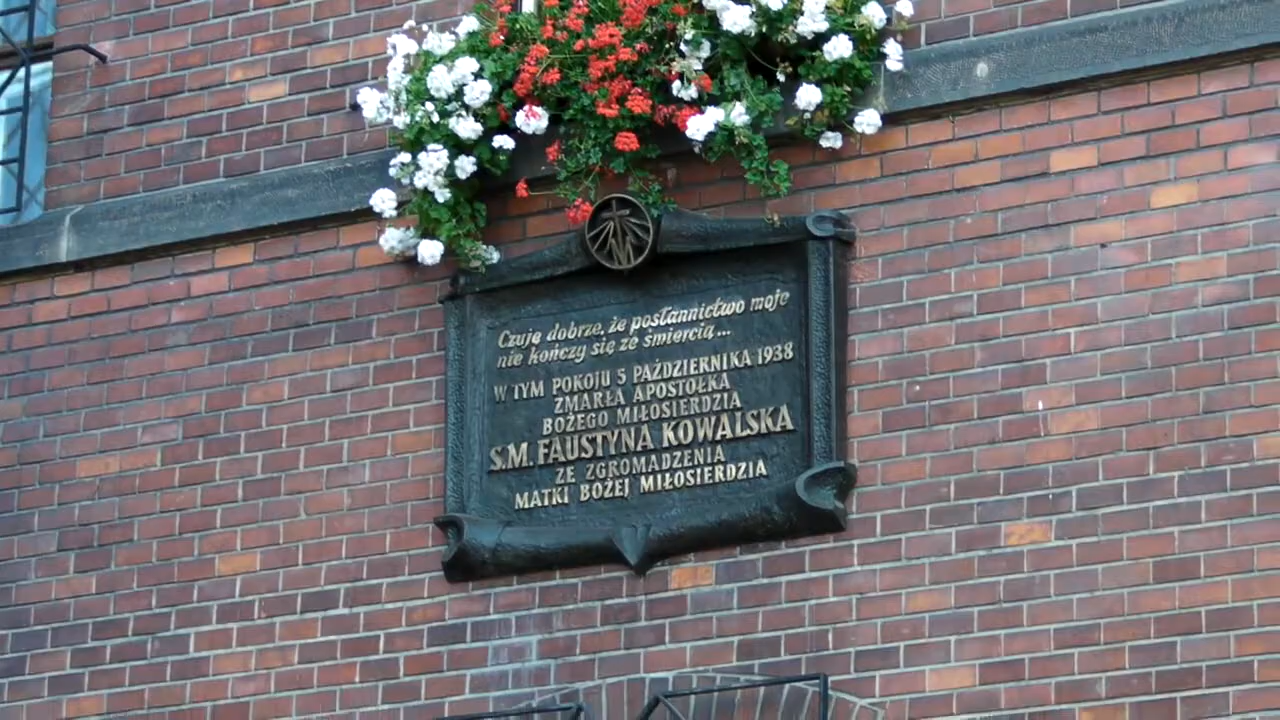 Czuję dobrze, że posłannictwo moje
nie kończy się ze śmiercią...
W TYM POKOJU 5 PAŹDZIERNIKA 1938
ZMARŁA APOSTOŁKA
BOŻEGO MIŁOSIERDZIA
S.M. FAUSTYNA KOWALSKA
ZE ZGROMADZENIA
MATKI BOŻEJ MIŁOSIERDZIA